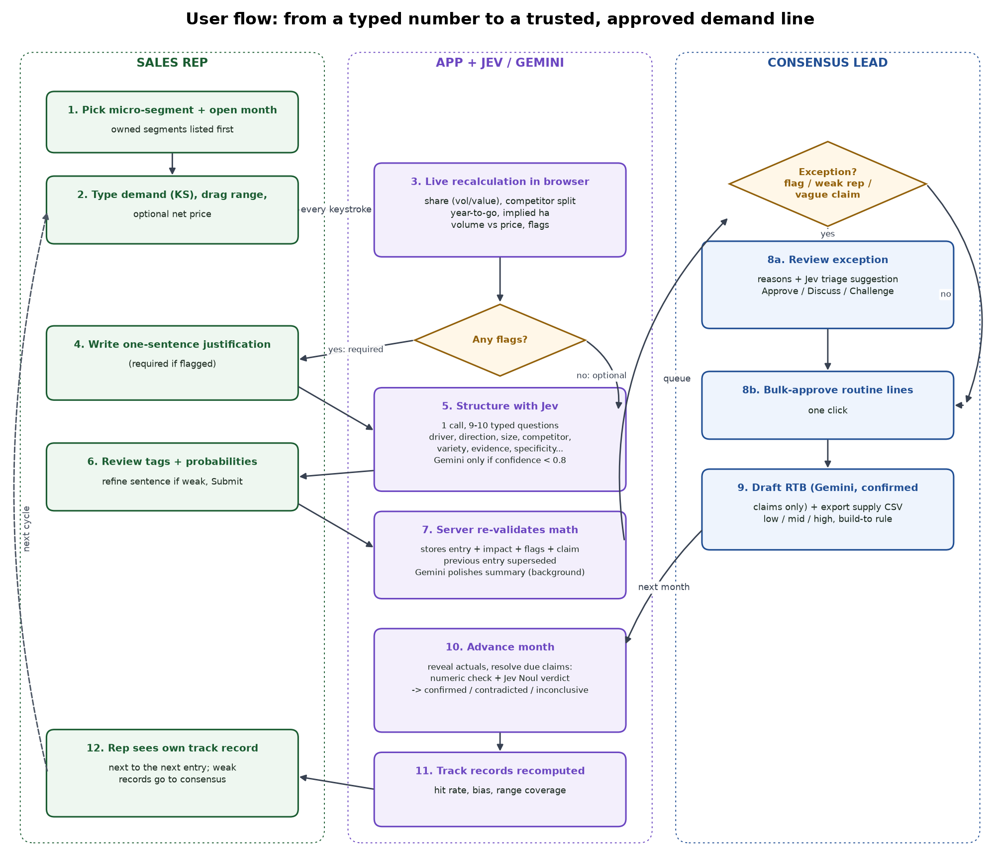 User flow: from a typed number to a trusted, approved demand line
SALES REP
1. Pick micro-segment + open month
owned segments listed first
2. Type demand (KS), drag range,
optional net price
every keystroke
4. Write one-sentence justification
(required if flagged)
6. Review tags + probabilities
refine sentence if weak, Submit
next cycle
12. Rep sees own track record
next to the next entry; weak
records go to consensus
APP + JEV / GEMINI
3. Live recalculation in browser
share (vol/value), competitor split
year-to-go, implied ha
volume vs price, flags
Any flags?
yes: required
no: optional
5. Structure with Jev
1 call, 9-10 typed questions
driver, direction, size, competitor,
variety, evidence, specificity...
Gemini only if confidence < 0.8
7. Server re-validates math
stores entry + impact + flags + claim
previous entry superseded
Gemini polishes summary (background)
queue
next month
10. Advance month
reveal actuals, resolve due claims:
numeric check + Jev Noul verdict
-> confirmed / contradicted / inconclusive
11. Track records recomputed
hit rate, bias, range coverage
CONSENSUS LEAD
Exception?
flag / weak rep /
vague claim
yes
no
8a. Review exception
reasons + Jev triage suggestion
Approve / Discuss / Challenge
8b. Bulk-approve routine lines
one click
9. Draft RTB (Gemini, confirmed
claims only) + export supply CSV
low / mid / high, build-to rule